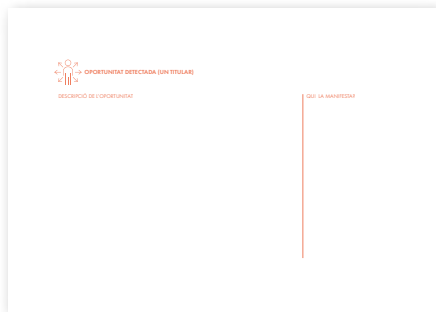 OPORTUNITAT DETECTADA (UN TITULAR)
DESCRIPCIÓ DE L'OPORTUNITAT
QUI LA MANIFESTA?